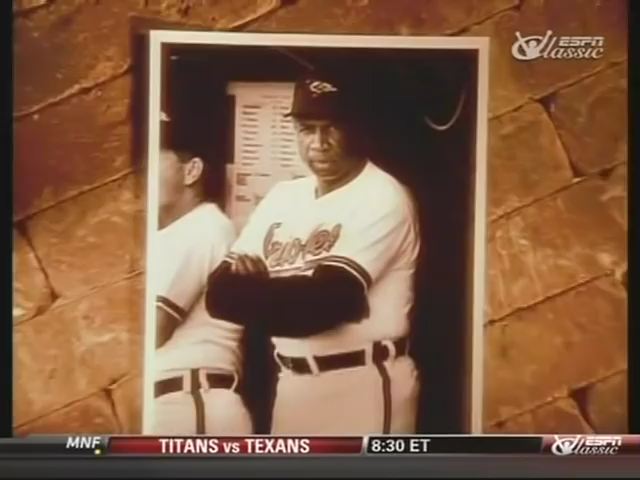 ESPN
Classic
Orioles
MNF
TITANS vs TEXANS
8:30 ET
ESPN
Classic